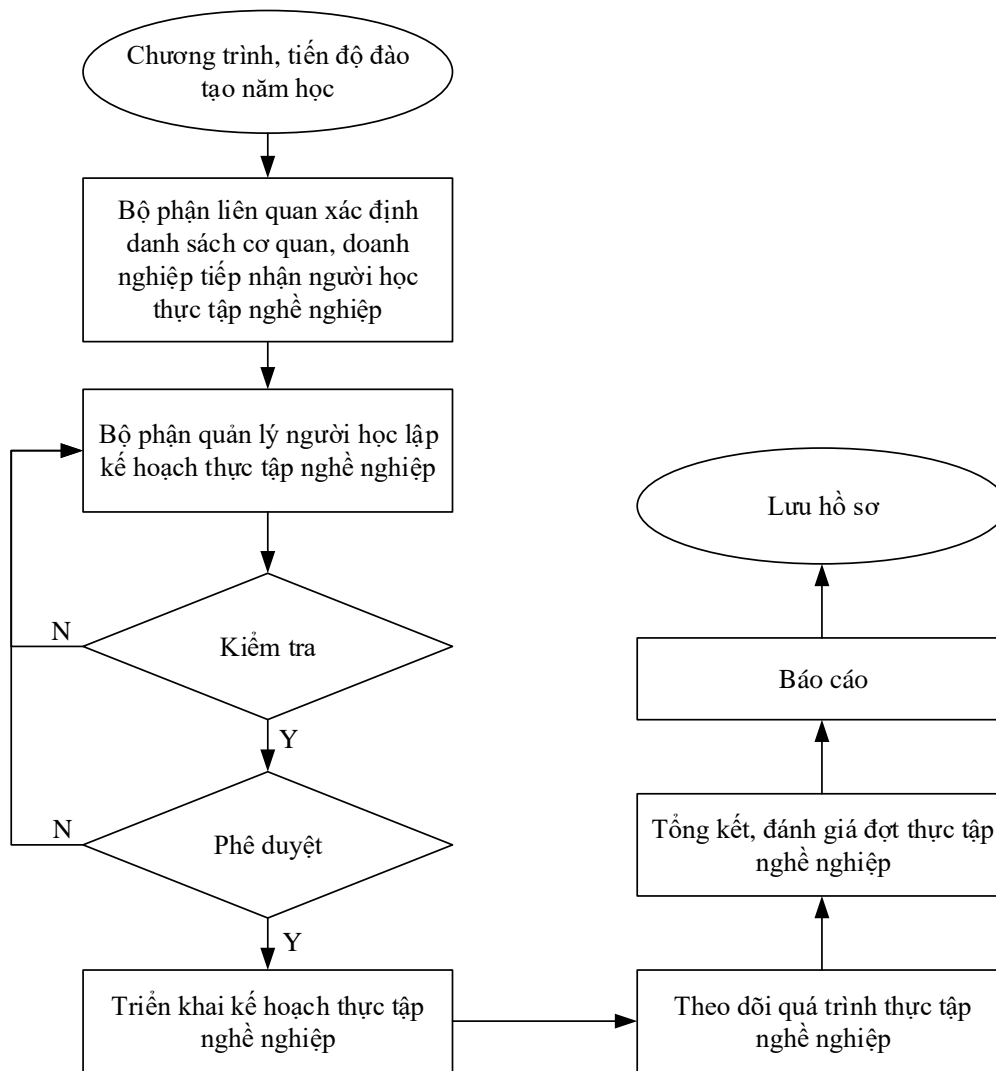 Chương trình, tiến độ đào
tạo năm học
Bộ phận liên quan xác định
danh sách cơ quan, doanh
nghiệp tiếp nhận người học
thực tập nghề nghiệp
Bộ phận quản lý người học lập
kế hoạch thực tập nghề nghiệp
N
Kiểm tra
Y
N
Phê duyệt
Y
Triển khai kế hoạch thực tập
nghề nghiệp
Theo dõi quá trình thực tập
nghề nghiệp
Tổng kết, đánh giá đợt thực tập
nghề nghiệp
Báo cáo
Lưu hồ sơ